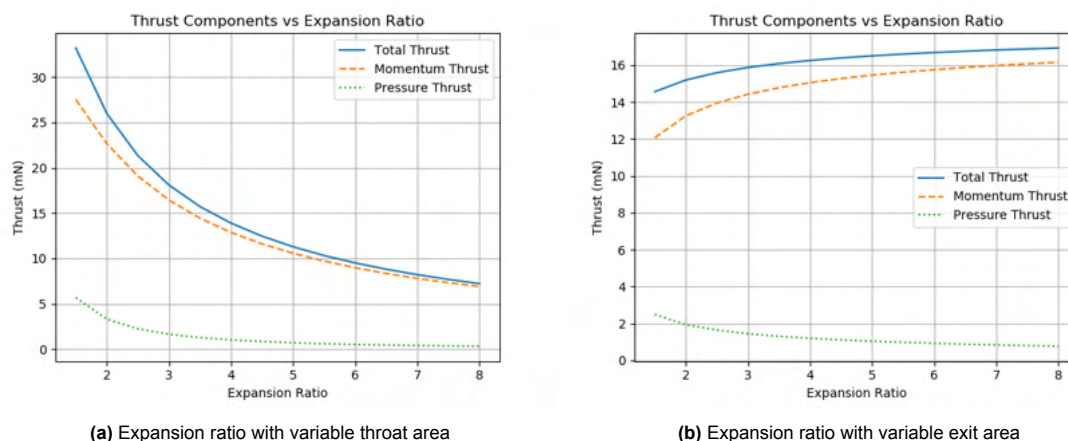 Thrust Components vs Expansion Ratio
Thrust (mN)
30
25
20
15
10
5
0
Total Thrust
Momentum Thrust
Pressure Thrust
2 3 4 5 6 7 8
Expansion Ratio
(a) Expansion ratio with variable throat area
Thrust Components vs Expansion Ratio
Thrust (mN)
16
14
12
10
8
6
4
2
0
Total Thrust
Momentum Thrust
Pressure Thrust
2 3 4 5 6 7 8
Expansion Ratio
(b) Expansion ratio with variable exit area